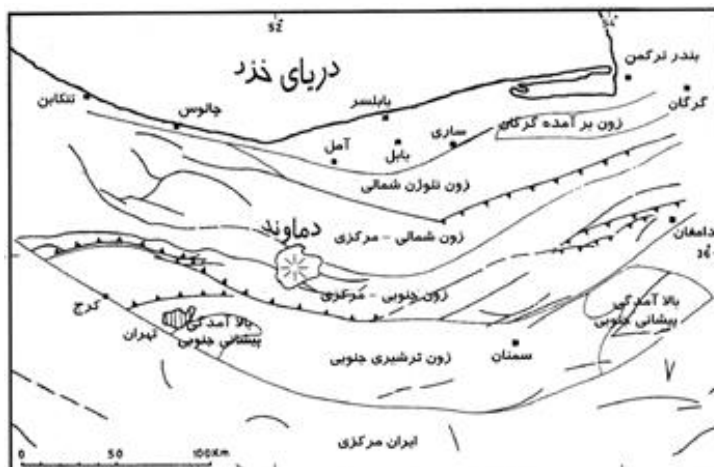 52° 54°
دریای خزر
بندر ترکمن
گرگان
تنکابن
چالوس
بابلسر
ساری
بابل
آمل
زون بر آمده گرگان
زون نئوژن شمالی
زون شمالی - مرکزی
دماوند
دامغان
36°
زون جنوبی - مرکزی
کرج
تهران
بالا آمدگی
پیشانی جنوبی
بالا آمدگی
پیشانی جنوبی
سمنان
زون ترشیری جنوبی
ایران مرکزی
0 50 100Km